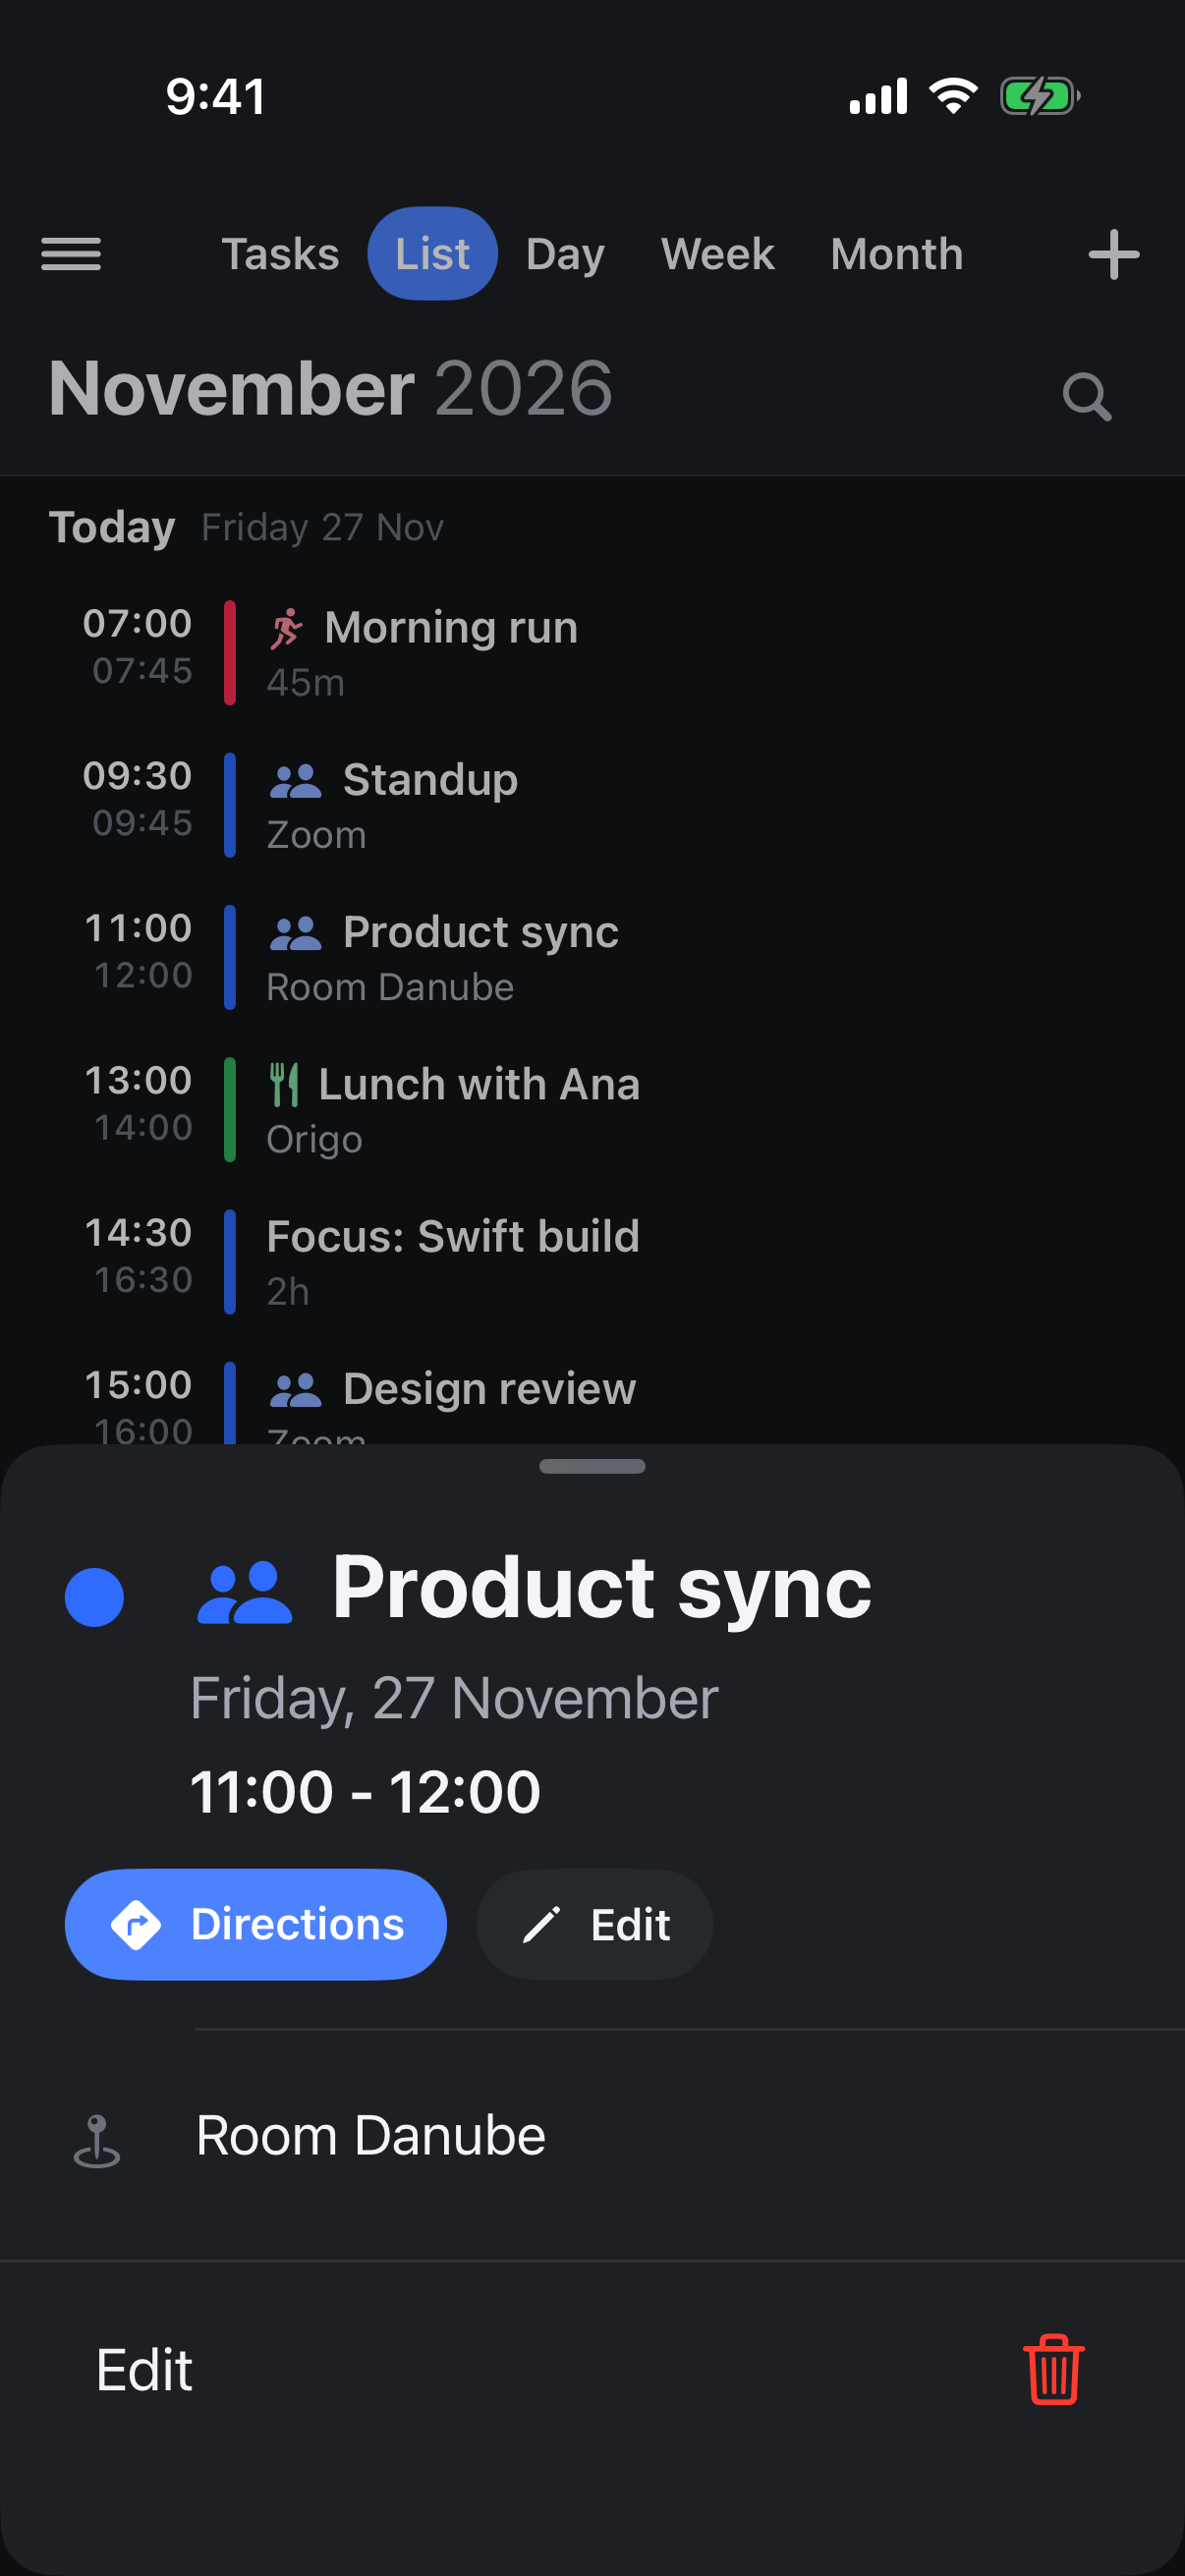 9:41
Tasks List Day Week Month
November 2026
Today Friday 27 Nov
07:00 Morning run
07:45 45m
09:30 Standup
09:45 Zoom
11:00 Product sync
12:00 Room Danube
13:00 Lunch with Ana
14:00 Origo
14:30 Focus: Swift build
16:30 2h
15:00 Design review
16:00 Zoom
Product sync
Friday, 27 November
11:00 - 12:00
Directions Edit
Room Danube
Edit